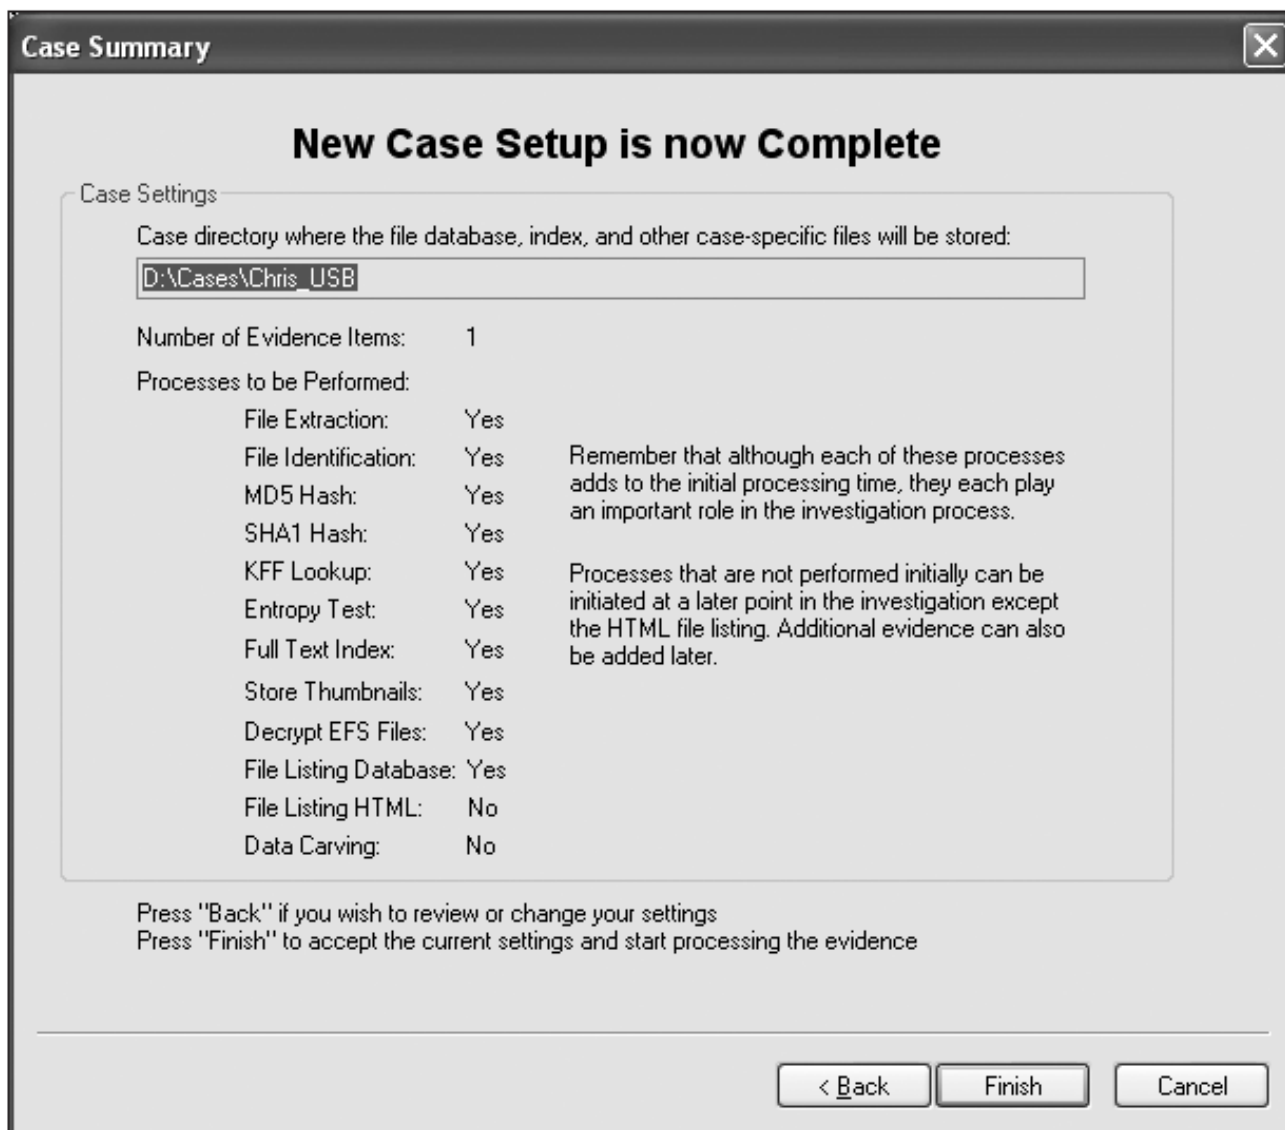 Case Summary
New Case Setup is now Complete
Case Settings
Case directory where the file database, index, and other case-specific files will be stored:
D:\Cases\Chris_USB
Number of Evidence Items: 1
Processes to be Performed:
File Extraction: Yes
File Identification: Yes
MD5 Hash: Yes
SHA1 Hash: Yes
KFF Lookup: Yes
Entropy Test: Yes
Full Text Index: Yes
Store Thumbnails: Yes
Decrypt EFS Files: Yes
File Listing Database: Yes
File Listing HTML: No
Data Carving: No
Remember that although each of these processes
adds to the initial processing time, they each play
an important role in the investigation process.
Processes that are not performed initially can be
initiated at a later point in the investigation except
the HTML file listing. Additional evidence can also
be added later.
Press "Back" if you wish to review or change your settings
Press "Finish" to accept the current settings and start processing the evidence
< Back
Finish
Cancel